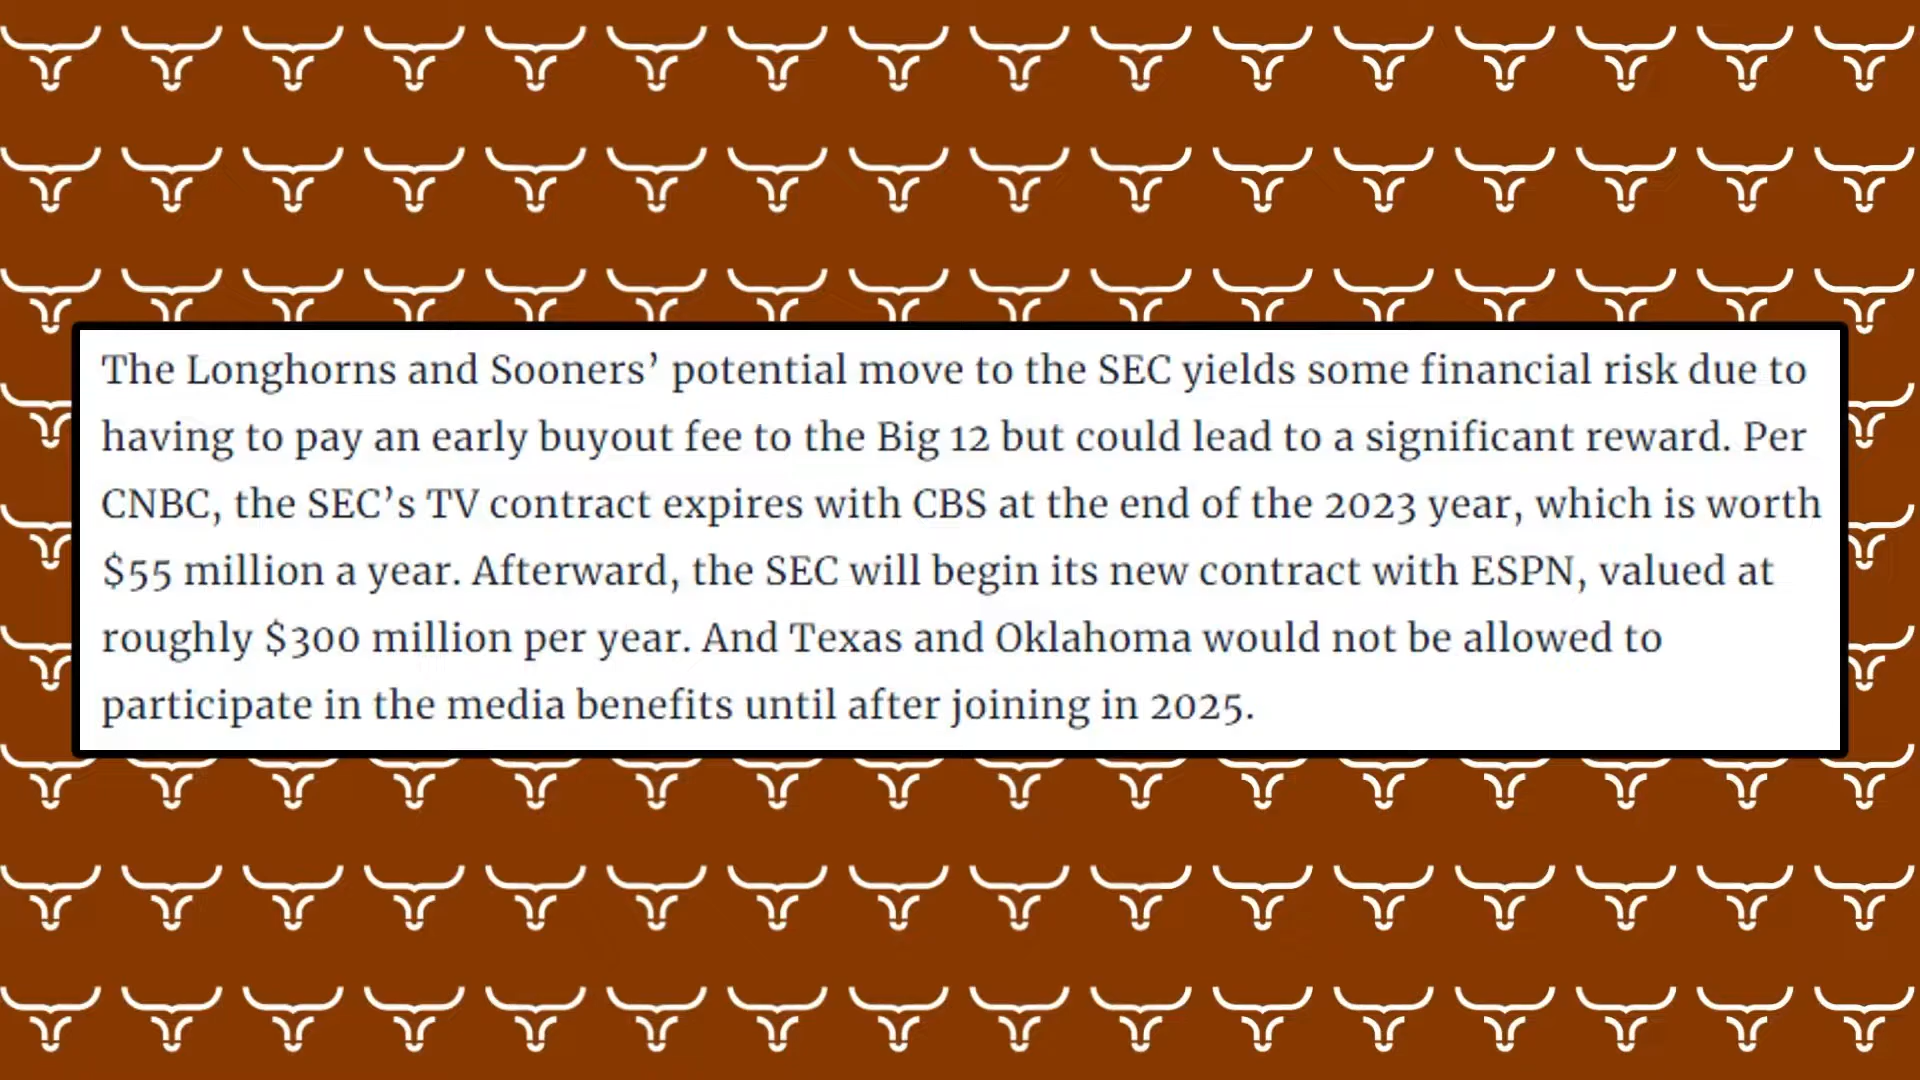 The Longhorns and Sooners’ potential move to the SEC yields some financial risk due to
having to pay an early buyout fee to the Big 12 but could lead to a significant reward. Per
CNBC, the SEC’s TV contract expires with CBS at the end of the 2023 year, which is worth
$55 million a year. Afterward, the SEC will begin its new contract with ESPN, valued at
roughly $300 million per year. And Texas and Oklahoma would not be allowed to
participate in the media benefits until after joining in 2025.